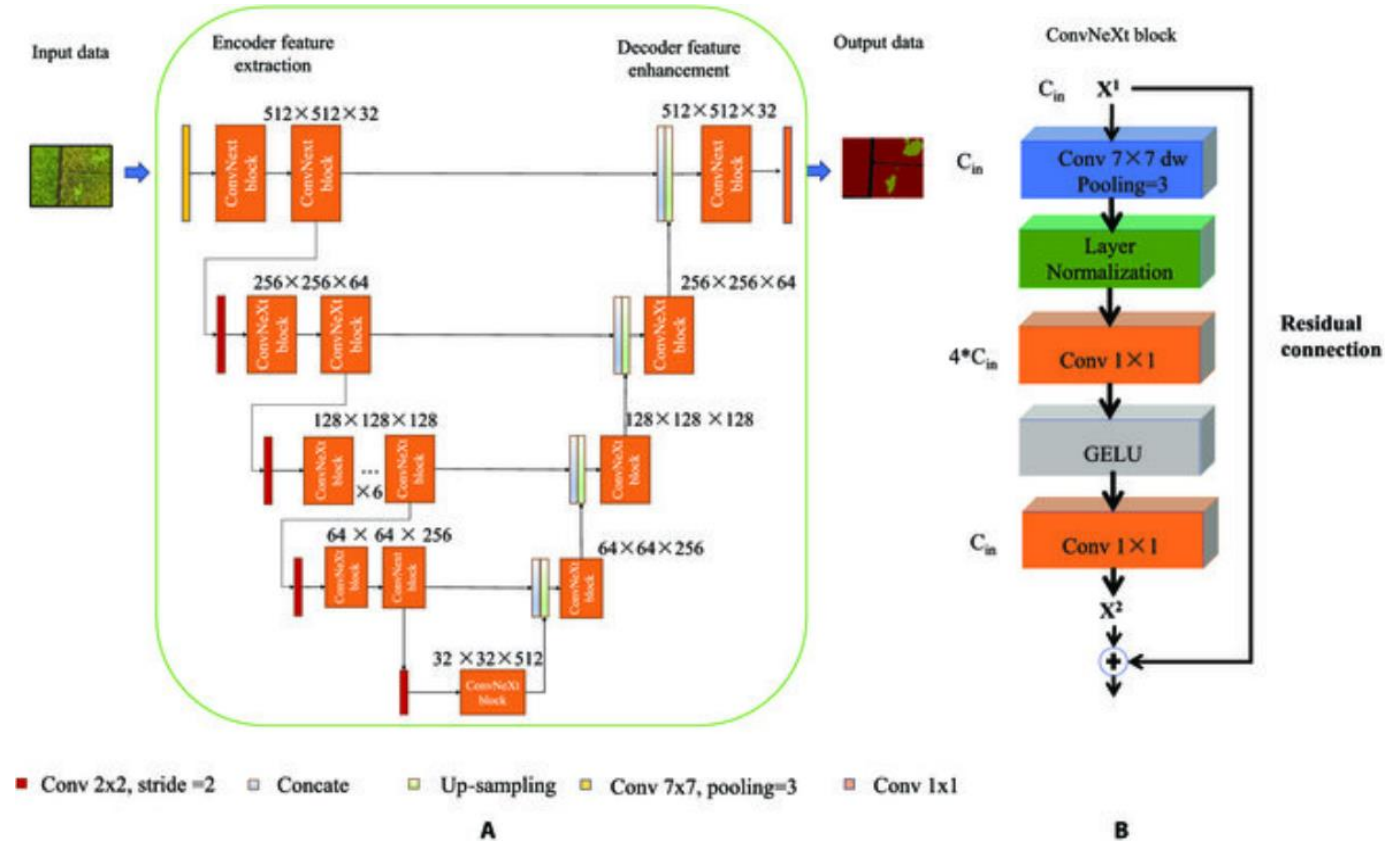 Input data
Encoder feature
extraction
Decoder feature
enhancement
Output data
512×512×32
ConvNext
block
ConvNext
block
512×512×32
ConvNext
block
256×256×64
ConvNeXt
block
ConvNeXt
block
256×256×64
ConvNeXt
block
128×128×128
ConvNeXt
block
...
×6
ConvNeXt
block
128×128 ×128
ConvNeXt
block
64 × 64 × 256
ConvNeXt
block
ConvNext
block
64×64×256
ConvNeXt
block
32 ×32×512
ConvNeXt
block
Conv 2x2, stride =2
Concate
Up-sampling
Conv 7x7, pooling=3
Conv 1x1
A
ConvNeXt block
C_in X¹
C_in
Conv 7×7 dw
Pooling=3
Layer
Normalization
4*C_in
Conv 1×1
GELU
C_in
Conv 1×1
X²
+
Residual
connection
B